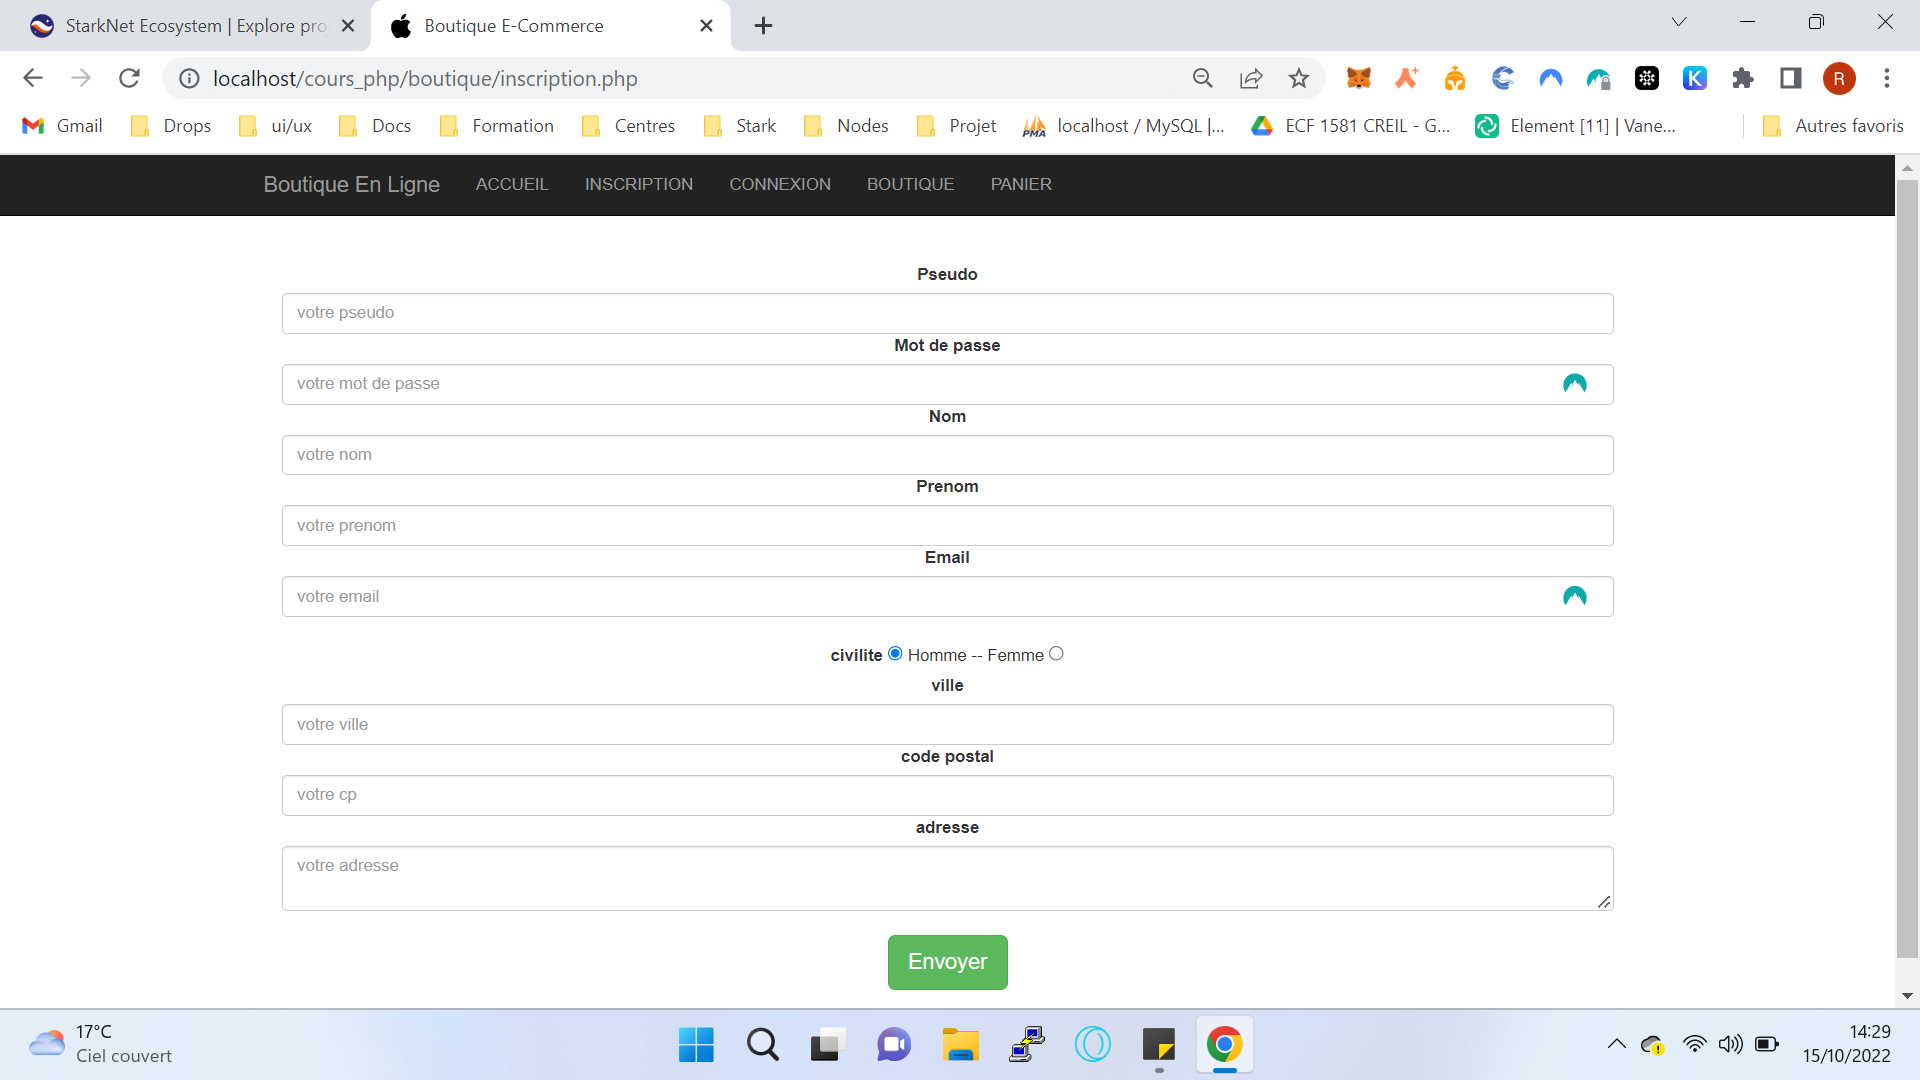 StarkNet Ecosystem | Explore pro
Boutique E-Commerce
localhost/cours_php/boutique/inscription.php
R
Gmail
Drops
ui/ux
Docs
Formation
Centres
Stark
Nodes
Projet
PMA
localhost / MySQL |...
ECF 1581 CREIL - G...
Element [11] | Vane...
Autres favoris
Boutique En Ligne
ACCUEIL
INSCRIPTION
CONNEXION
BOUTIQUE
PANIER
Pseudo
votre pseudo
Mot de passe
votre mot de passe
Nom
votre nom
Prenom
votre prenom
Email
votre email
civilite Homme -- Femme
ville
votre ville
code postal
votre cp
adresse
votre adresse
Envoyer
17°C
Ciel couvert
14:29
15/10/2022